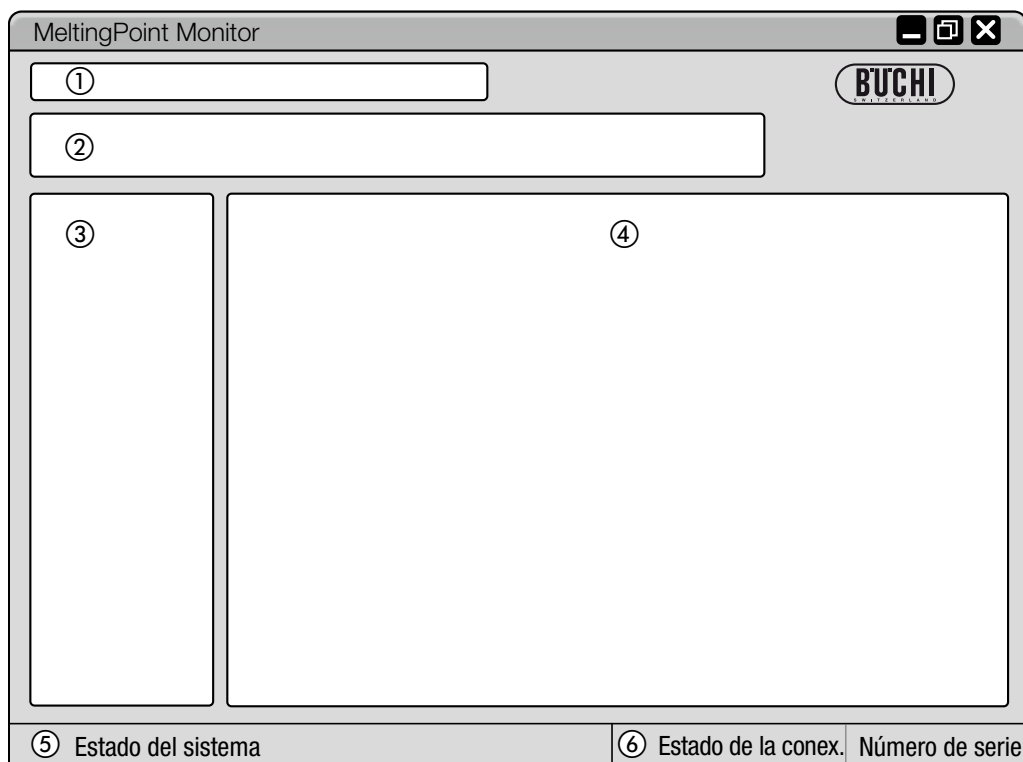 MeltingPoint Monitor
①
BÜCHI
SWITZERLAND
②
③
④
⑤ Estado del sistema
⑥ Estado de la conex. Número de serie